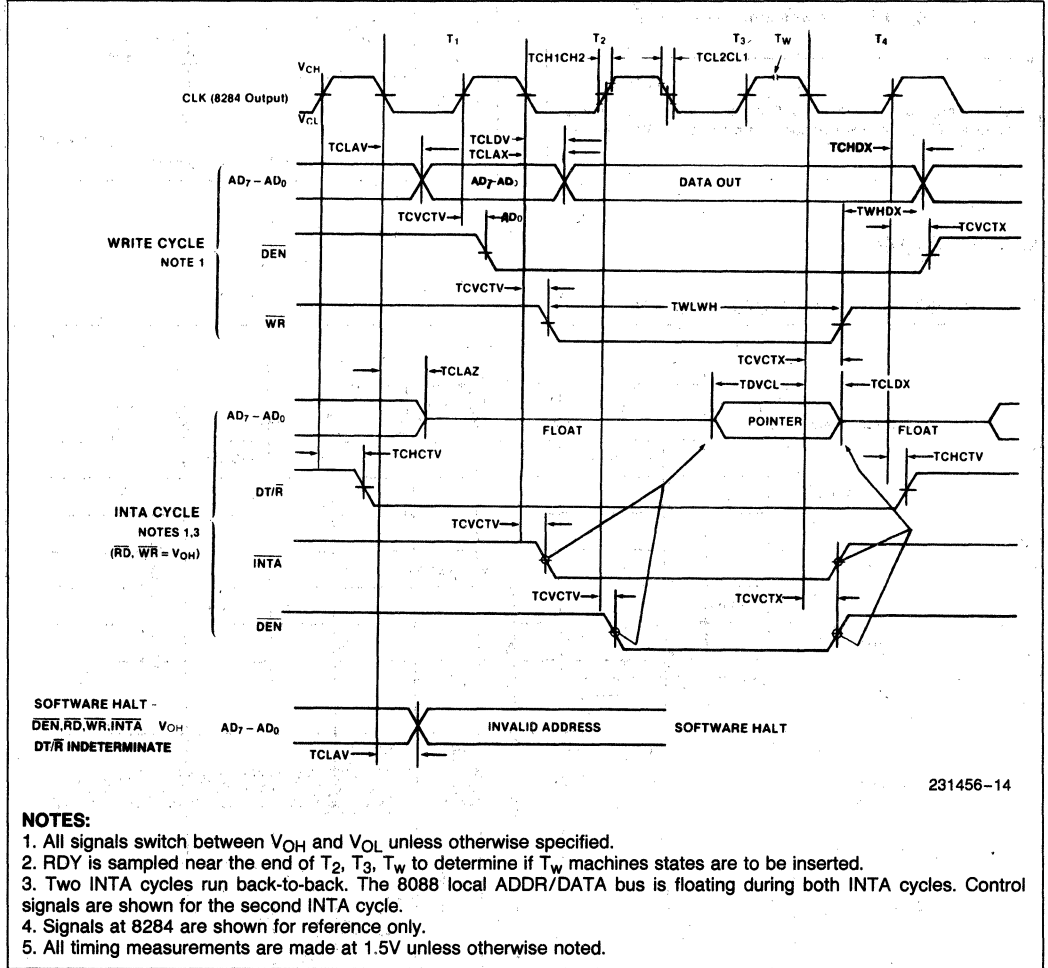 T1 T2 T3 TW T4
TCH1CH2 TCL2CL1
VCH
CLK (8284 Output)
VCL
TCLAV TCLDV TCHDX
TCLAX
AD7–AD0 AD7–AD0 DATA OUT
TWHDX
TCVCTV AD0 TCVCTX
WRITE CYCLE
NOTE 1
DEN
TCVCTV TWLWH
WR
TCVCTX
TCLAZ TDVCL TCLDX
AD7–AD0 FLOAT POINTER FLOAT
TCHCTV TCHCTV
DT/R
INTA CYCLE
NOTES 1,3
(RD, WR = VOH)
TCVCTV
INTA
TCVCTV TCVCTX
DEN
SOFTWARE HALT -
DEN,RD,WR,INTA VOH AD7–AD0 INVALID ADDRESS SOFTWARE HALT
DT/R INDETERMINATE
TCLAV
231456–14
NOTES:
1. All signals switch between VOH and VOL unless otherwise specified.
2. RDY is sampled near the end of T2, T3, Tw to determine if Tw machines states are to be inserted.
3. Two INTA cycles run back-to-back. The 8088 local ADDR/DATA bus is floating during both INTA cycles. Control
signals are shown for the second INTA cycle.
4. Signals at 8284 are shown for reference only.
5. All timing measurements are made at 1.5V unless otherwise noted.